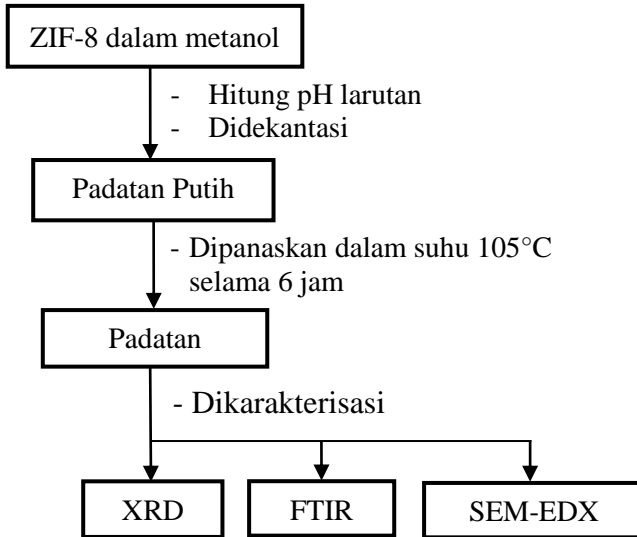 ZIF-8 dalam metanol
- Hitung pH larutan
- Didekantasi
Padatan Putih
- Dipanaskan dalam suhu 105°C
selama 6 jam
Padatan
- Dikarakterisasi
XRD
FTIR
SEM-EDX